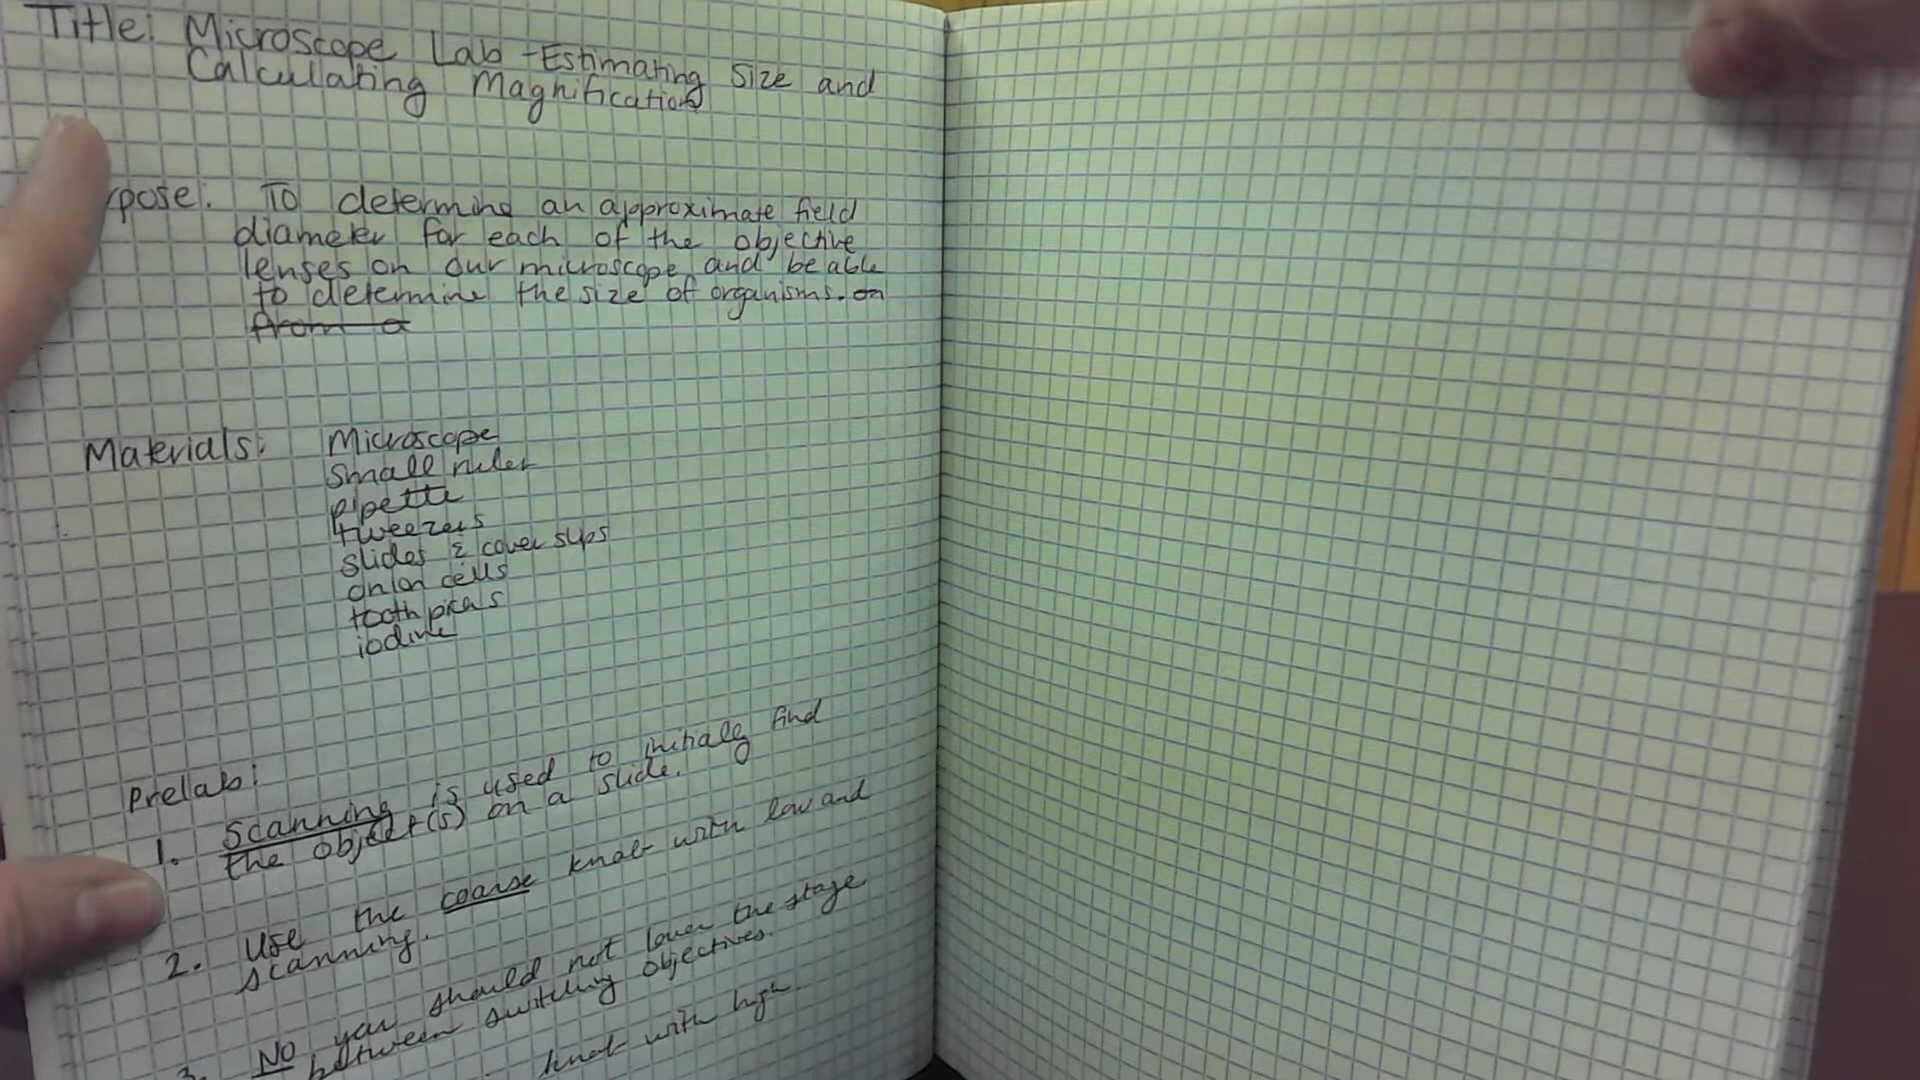 Title: Microscope Lab - Estimating Size and
Calculating Magnification
rpose: To determine an approximate field
diameter for each of the objective
lenses on our microscope and be able
to determine the size of organisms. on
from a
Materials: Microscope
small ruler
pipette
tweezers
slides & cover slips
onion cells
tooth picks
iodine
Prelab:
1. Scanning is used to initially find
the object(s) on a slide.
2. Use the coarse knob with low and
scanning.
3. No you should not lower the stage
between switching objectives.
knob with high.